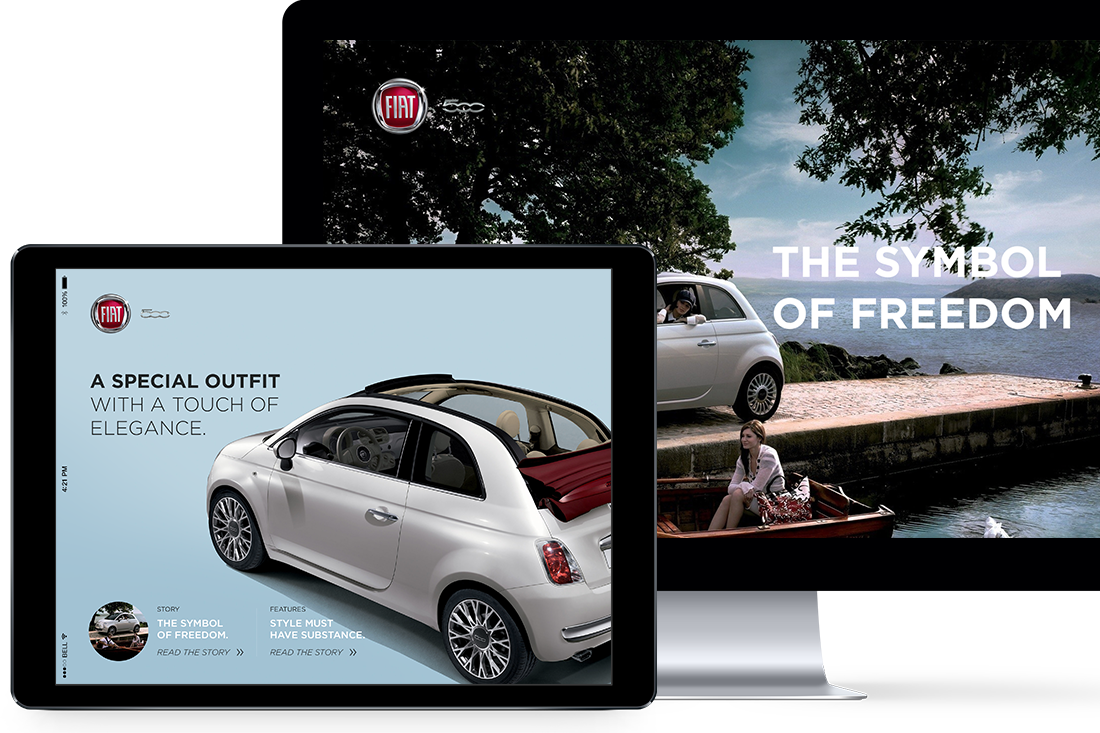 FIAT
500
THE SYMBOL
OF FREEDOM
100%
4:21 PM
BELL
FIAT
500
A SPECIAL OUTFIT
WITH A TOUCH OF
ELEGANCE.
STORY
THE SYMBOL
OF FREEDOM.
READ THE STORY »
FEATURES
STYLE MUST
HAVE SUBSTANCE.
READ THE STORY »